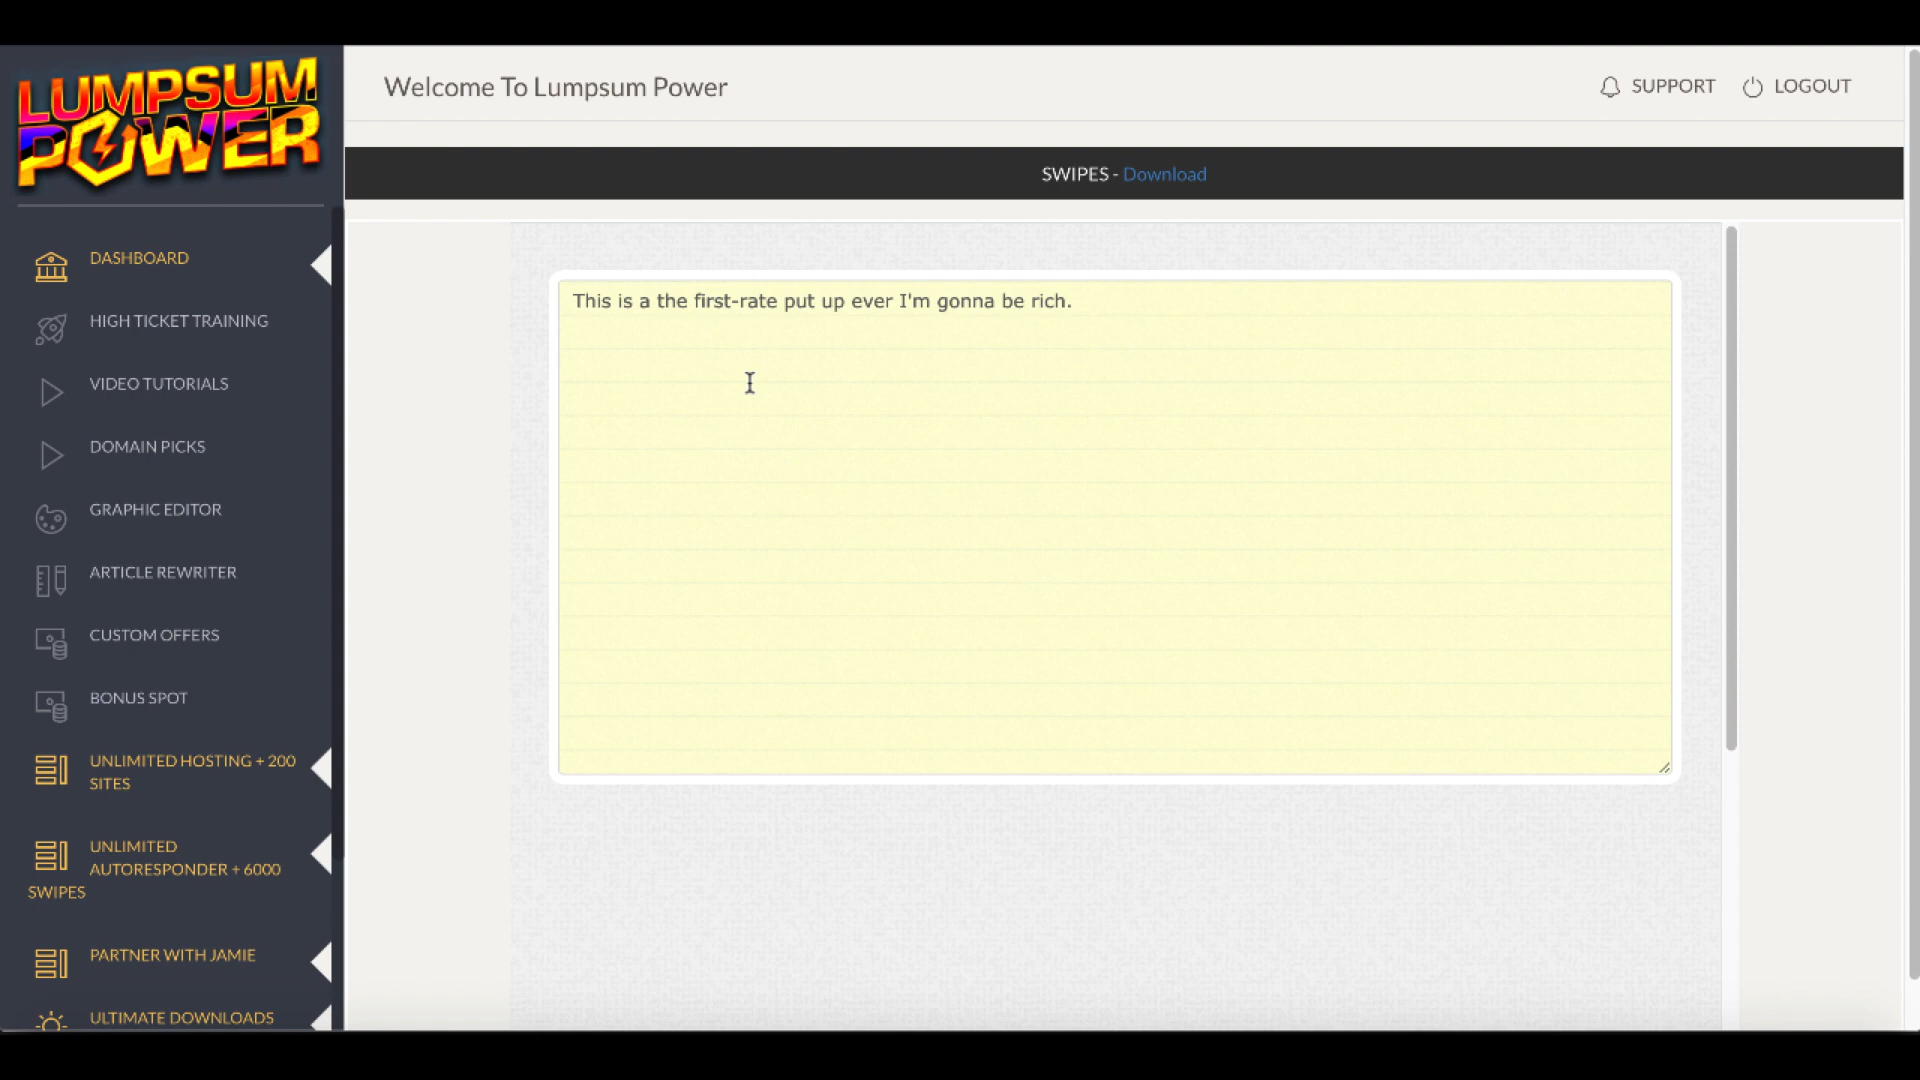 LUMPSUM
POWER
Welcome To Lumpsum Power
SUPPORT
LOGOUT
SWIPES - Download
DASHBOARD
HIGH TICKET TRAINING
VIDEO TUTORIALS
DOMAIN PICKS
GRAPHIC EDITOR
ARTICLE REWRITER
CUSTOM OFFERS
BONUS SPOT
UNLIMITED HOSTING + 200
SITES
UNLIMITED
AUTORESPONDER + 6000
SWIPES
PARTNER WITH JAMIE
ULTIMATE DOWNLOADS
This is a the first-rate put up ever I'm gonna be rich.